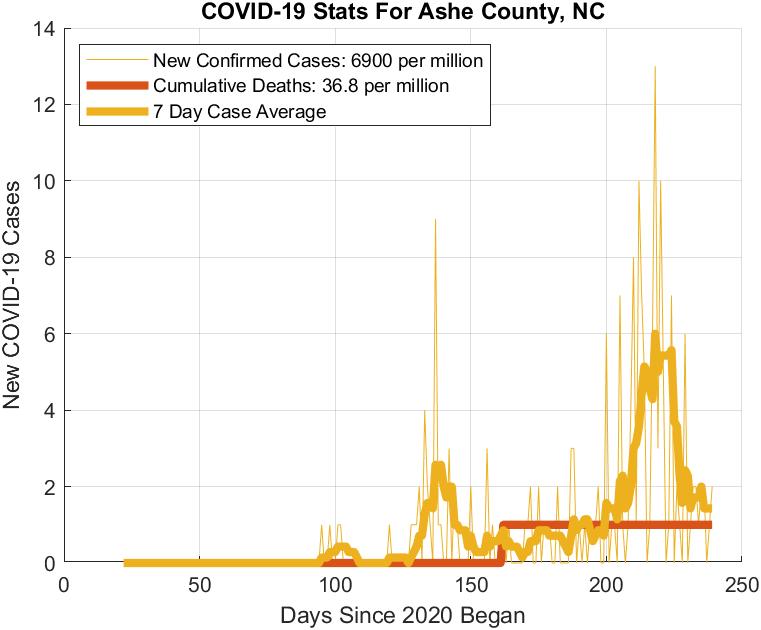 COVID-19 Stats For Ashe County, NC
14
12
10
8
6
4
2
0
New COVID-19 Cases
New Confirmed Cases: 6900 per million
Cumulative Deaths: 36.8 per million
7 Day Case Average
0 50 100 150 200 250
Days Since 2020 Began